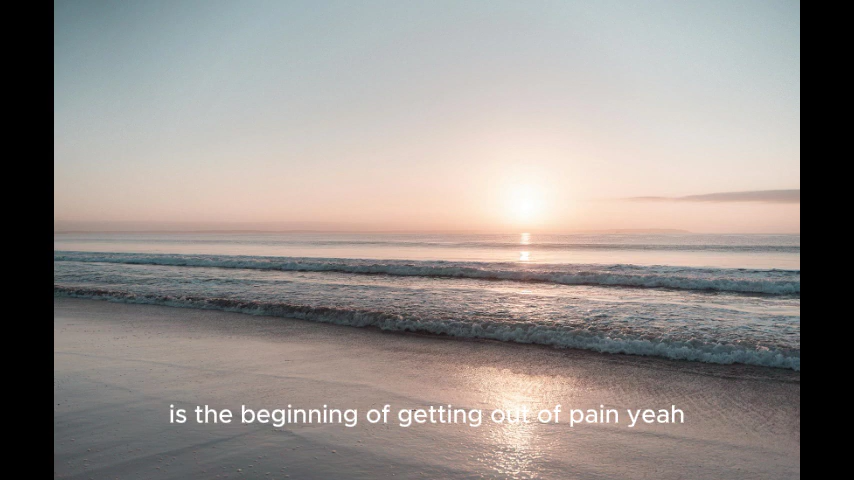 is the beginning of getting out of pain yeah